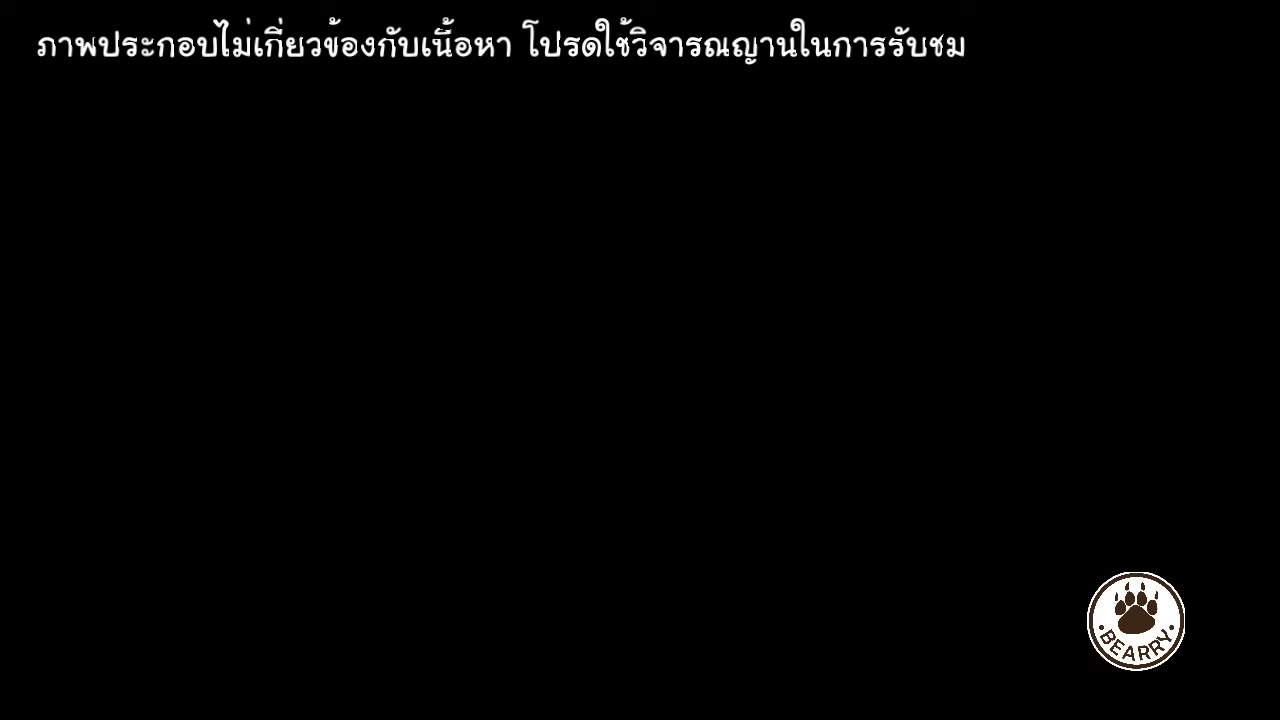 ภาพประกอบไม่เกี่ยวข้องกับเนื้อหา โปรดใช้วิจารณญานในการรับชม
BEARRY